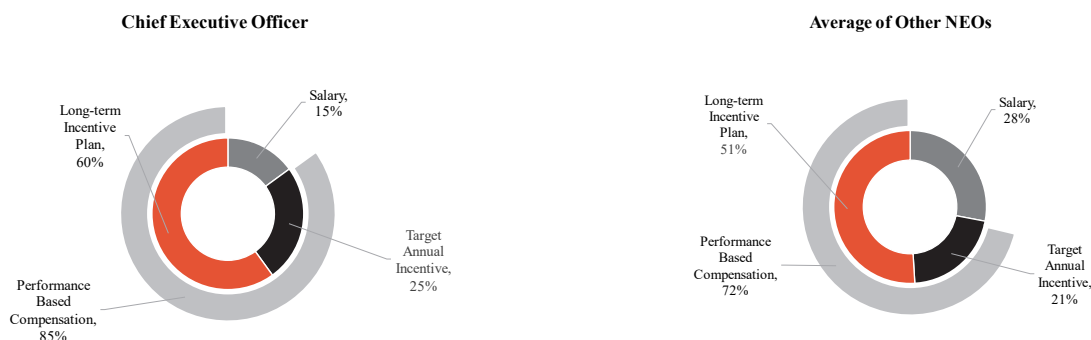 Chief Executive Officer
Long-term
Incentive
Plan,
60%
Salary,
15%
Target
Annual
Incentive,
25%
Performance
Based
Compensation,
85%
Average of Other NEOs
Long-term
Incentive
Plan,
51%
Salary,
28%
Performance
Based
Compensation,
72%
Target
Annual
Incentive,
21%